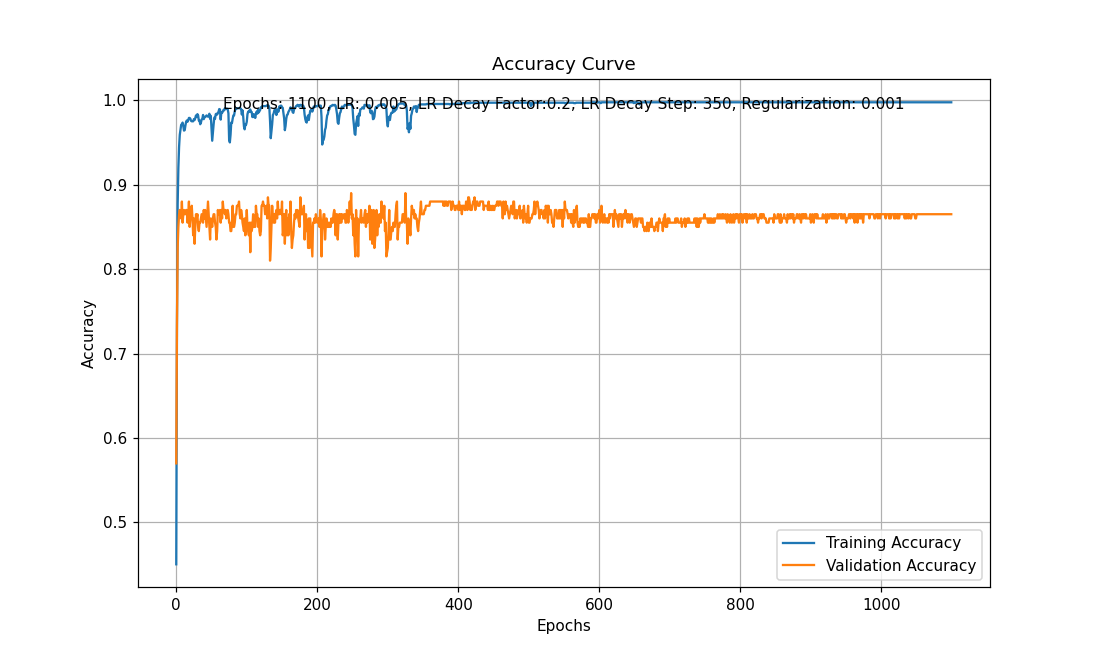 Accuracy Curve
Epochs: 1100, LR: 0.005, LR Decay Factor:0.2, LR Decay Step: 350, Regularization: 0.001
1.0
0.9
0.8
0.7
0.6
0.5
Accuracy
Training Accuracy
Validation Accuracy
0 200 400 600 800 1000
Epochs